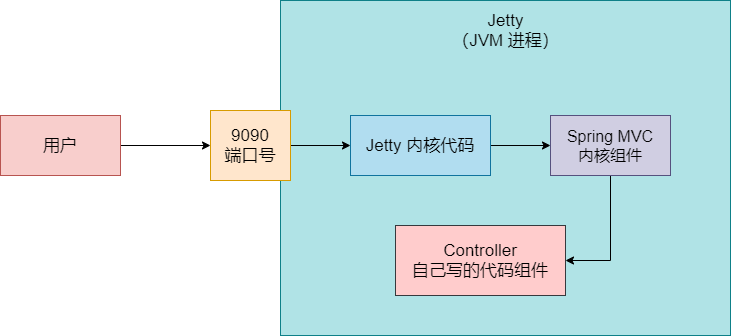 Jetty
（JVM 进程）
用户
9090
端口号
Jetty 内核代码
Spring MVC
内核组件
Controller
自己写的代码组件